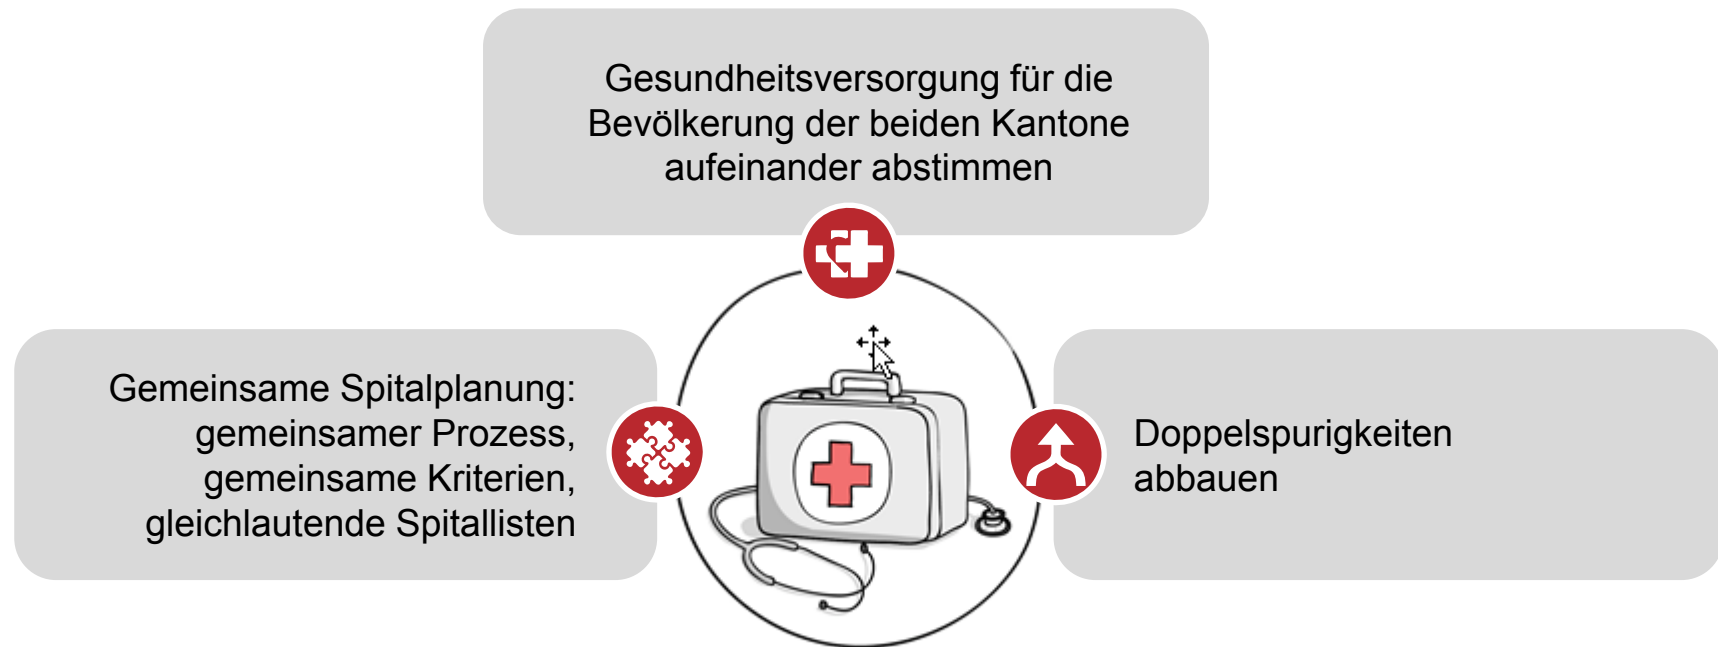 Gesundheitsversorgung für die
Bevölkerung der beiden Kantone
aufeinander abstimmen
Gemeinsame Spitalplanung:
gemeinsamer Prozess,
gemeinsame Kriterien,
gleichlautende Spitallisten
Doppelspurigkeiten
abbauen